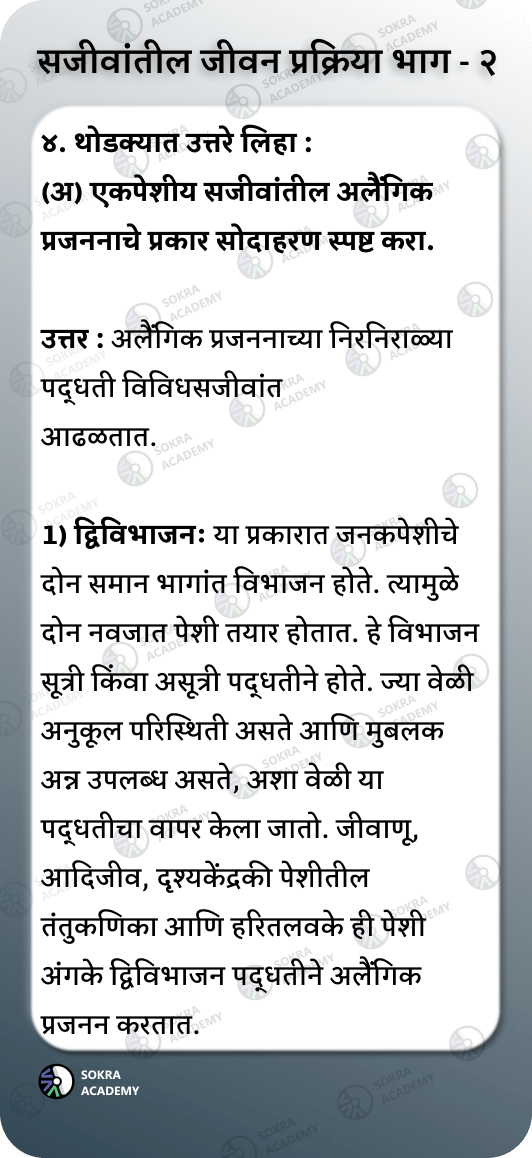 सजीवांतील जीवन प्रक्रिया भाग - २
४. थोडक्यात उत्तरे लिहा :
(अ) एकपेशीय सजीवांतील अलैंगिक
प्रजननाचे प्रकार सोदाहरण स्पष्ट करा.
उत्तर : अलैंगिक प्रजननाच्या निरनिराळ्या
पद्धती विविधसजीवांत
आढळतात.
1) द्विविभाजनः या प्रकारात जनकपेशीचे
दोन समान भागांत विभाजन होते. त्यामुळे
दोन नवजात पेशी तयार होतात. हे विभाजन
सूत्री किंवा असूत्री पद्धतीने होते. ज्या वेळी
अनुकूल परिस्थिती असते आणि मुबलक
अन्न उपलब्ध असते, अशा वेळी या
पद्धतीचा वापर केला जातो. जीवाणू,
आदिजीव, दृश्यकेंद्रकी पेशीतील
तंतुकणिका आणि हरितलवके ही पेशी
अंगके द्विविभाजन पद्धतीने अलैंगिक
प्रजनन करतात.
SOKRA
ACADEMY